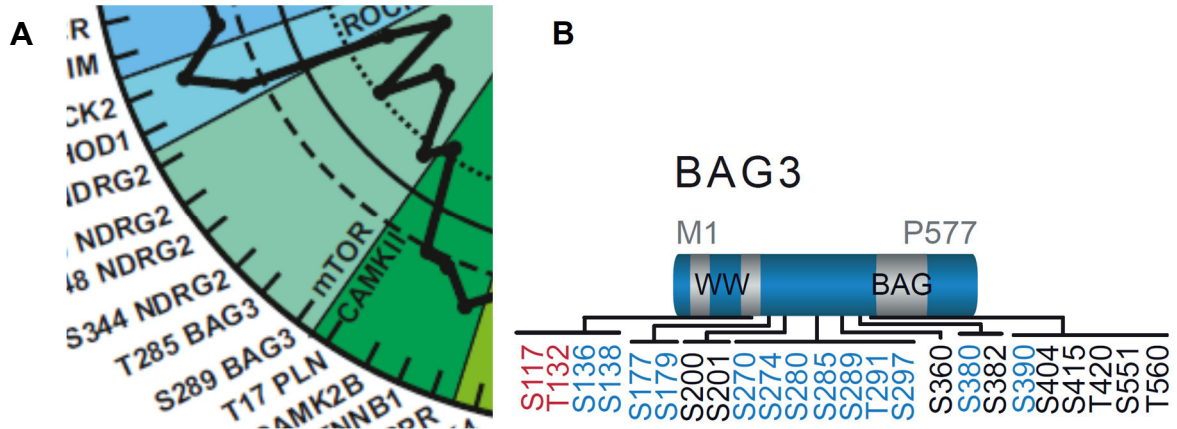 A
R
IM
CK2
HOD1
NDRG2
NDRG2
48 NDRG2
S344 NDRG2
T285 BAG3
S289 BAG3
T17 PLN
CAMK2B
NNB1
ROCK
mTOR
CAMKII
B
BAG3
M1
P577
WW
BAG
S117
T132
S136
S138
S177
S179
S200
S201
S270
S274
S280
S285
S289
T291
S297
S360
S380
S382
S390
S404
S415
T420
S551
T560